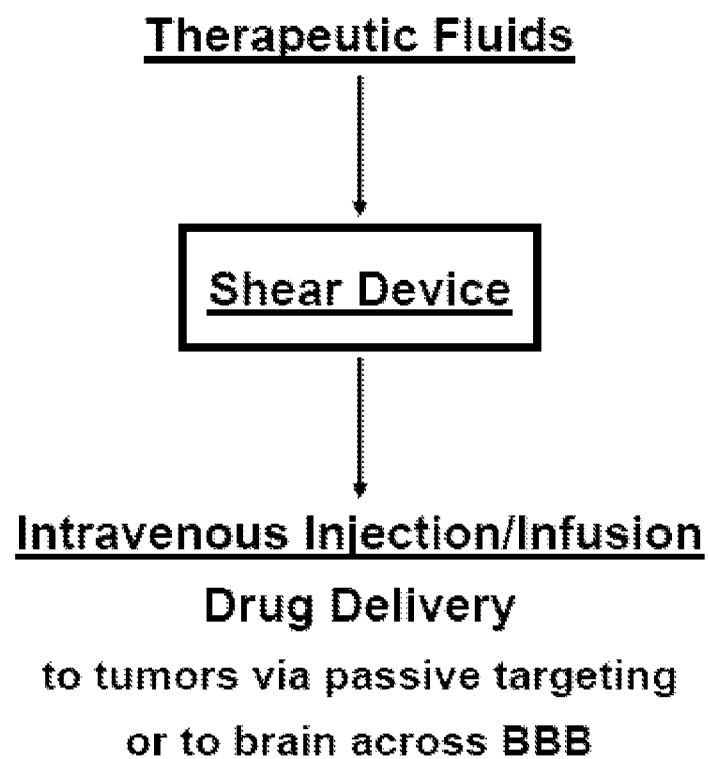 Therapeutic Fluids
Shear Device
Intravenous Injection/Infusion
Drug Delivery
to tumors via passive targeting
or to brain across BBB